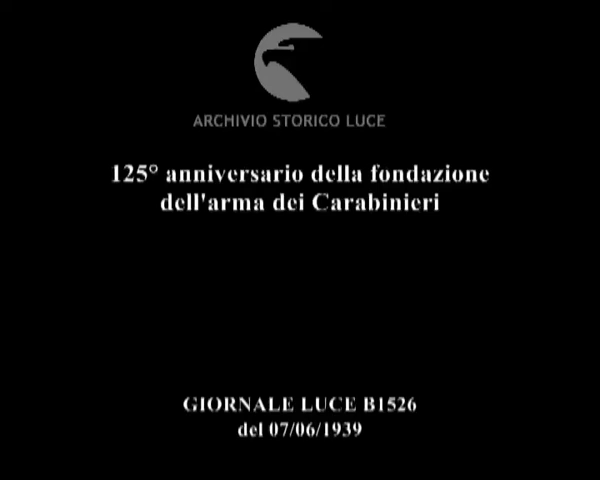 ARCHIVIO STORICO LUCE
125° anniversario della fondazione
dell'arma dei Carabinieri
GIORNALE LUCE B1526
del 07/06/1939